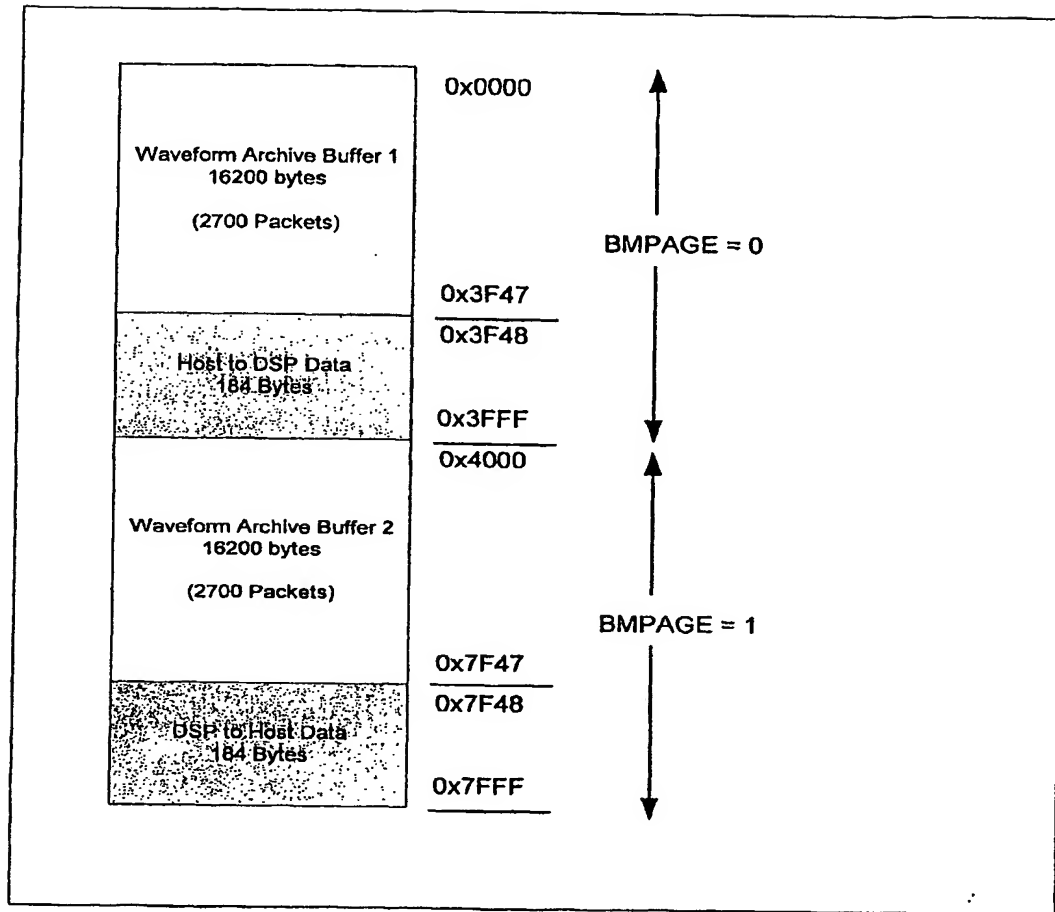 0x0000
Waveform Archive Buffer 1
16200 bytes
(2700 Packets)
BMPAGE = 0
0x3F47
0x3F48
Host to DSP Data
184 Bytes
0x3FFF
0x4000
Waveform Archive Buffer 2
16200 bytes
(2700 Packets)
BMPAGE = 1
0x7F47
0x7F48
DSP to Host Data
184 Bytes
0x7FFF